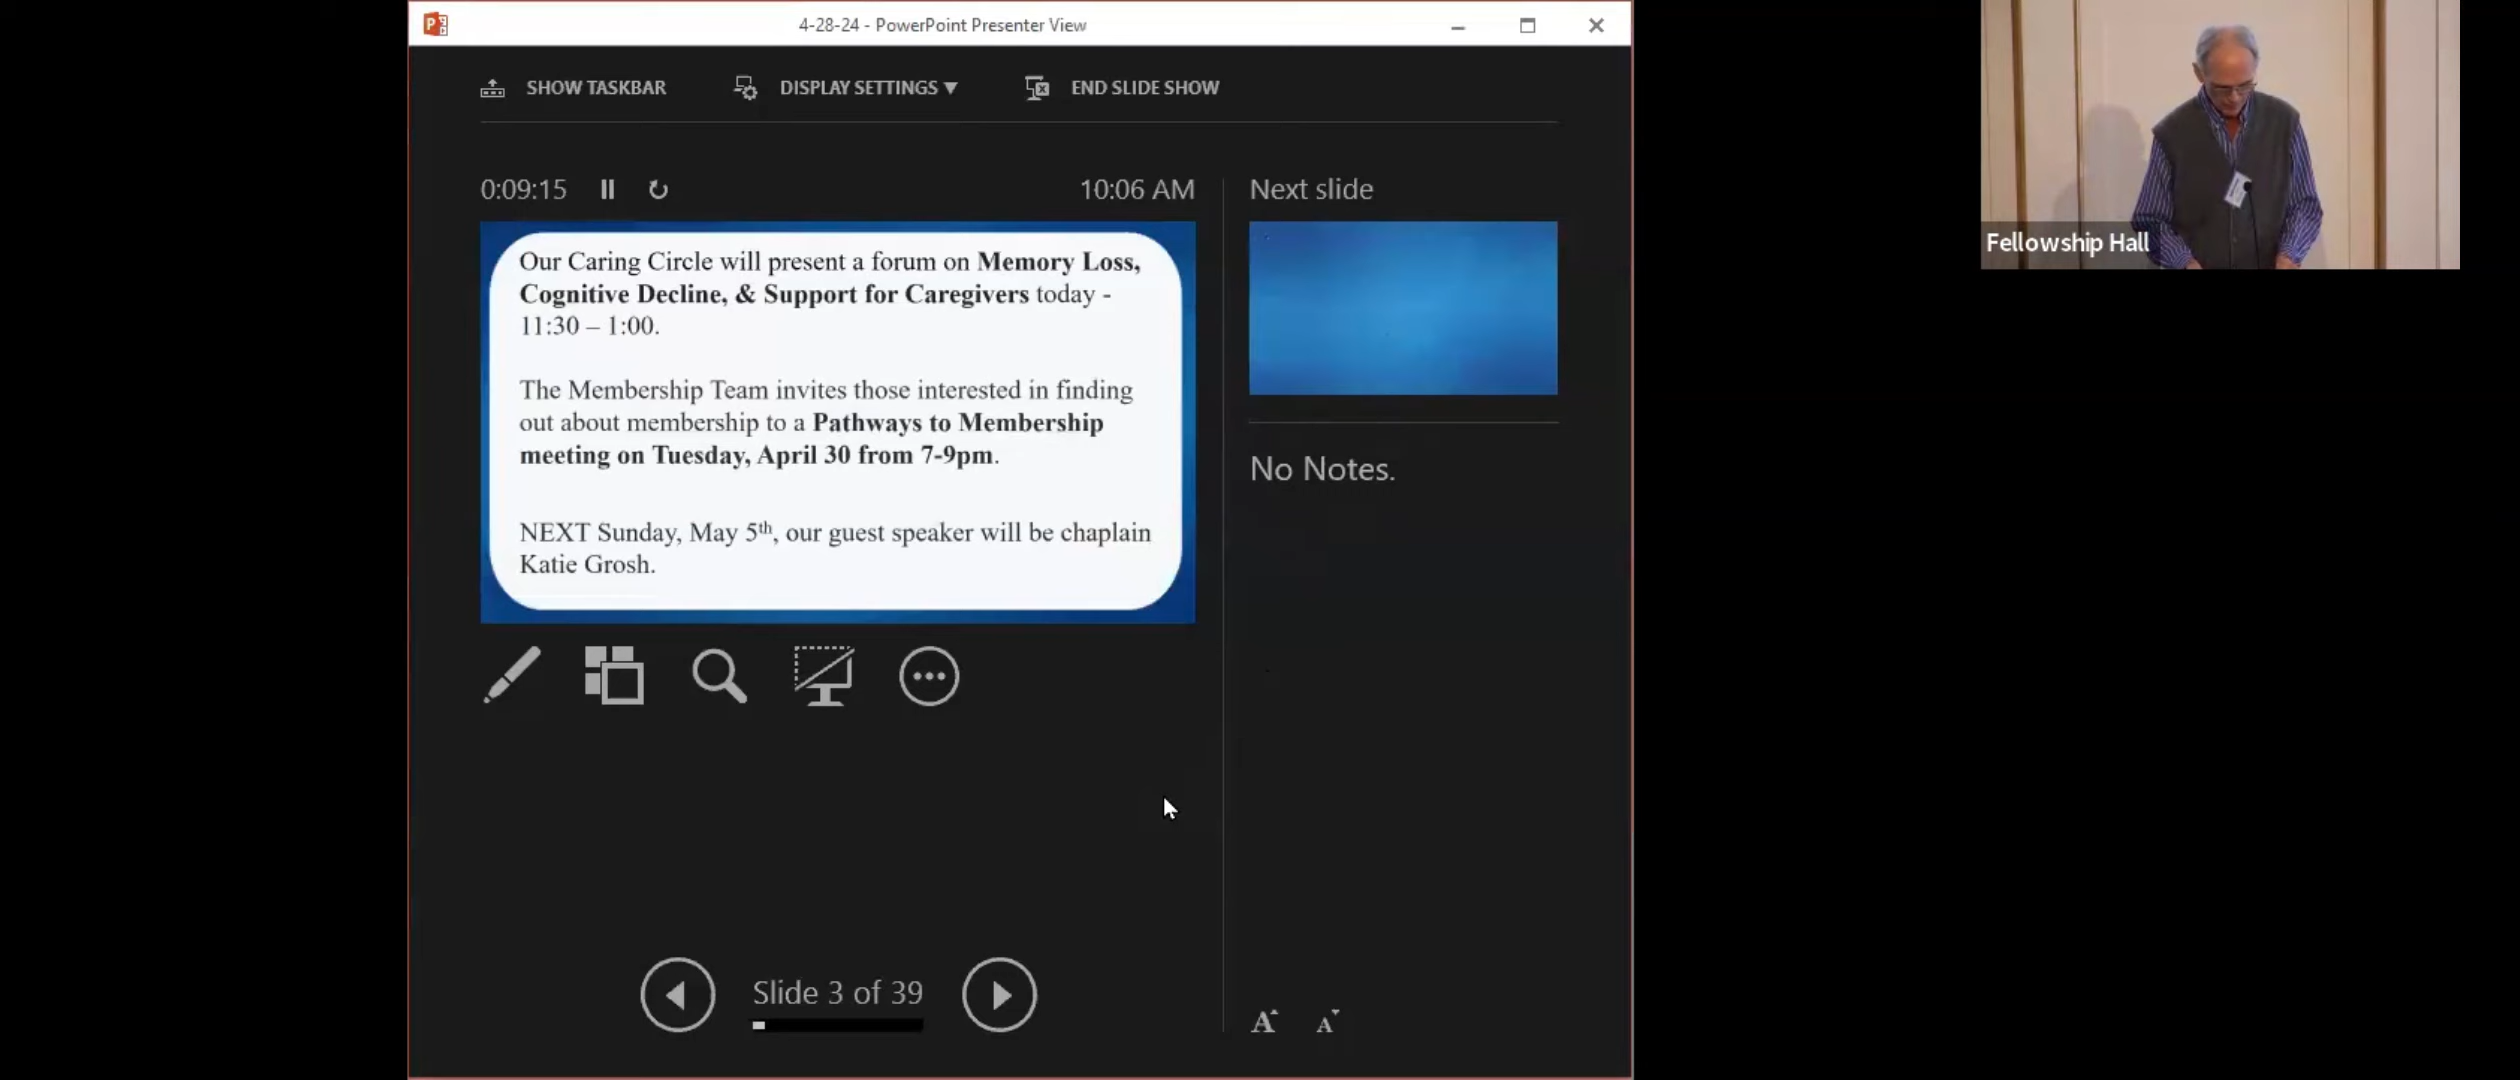 4-28-24 - PowerPoint Presenter View
SHOW TASKBAR
DISPLAY SETTINGS ▼
END SLIDE SHOW
0:09:15
10:06 AM
Our Caring Circle will present a forum on Memory Loss,
Cognitive Decline, & Support for Caregivers today -
11:30 – 1:00.
The Membership Team invites those interested in finding
out about membership to a Pathways to Membership
meeting on Tuesday, April 30 from 7-9pm.
NEXT Sunday, May 5th, our guest speaker will be chaplain
Katie Grosh.
Slide 3 of 39
Next slide
No Notes.
A A
Fellowship Hall